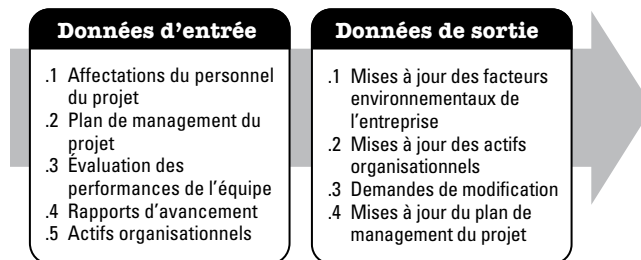 Données d'entrée
.1 Affectations du personnel
du projet
.2 Plan de management du
projet
.3 Évaluation des
performances de l'équipe
.4 Rapports d'avancement
.5 Actifs organisationnels
Données de sortie
.1 Mises à jour des facteurs
environnementaux de
l'entreprise
.2 Mises à jour des actifs
organisationnels
.3 Demandes de modification
.4 Mises à jour du plan de
management du projet